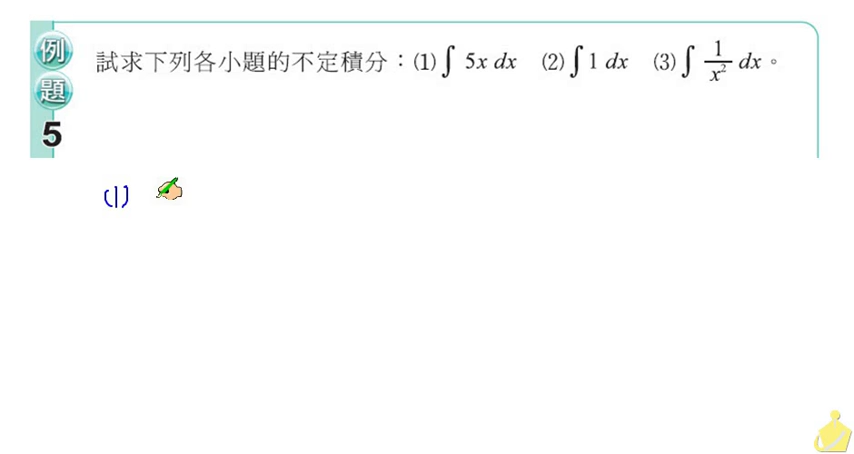 例題5
試求下列各小題的不定積分：(1)∫ 5x dx (2)∫ 1 dx (3)∫ 1/x² dx。
(1)